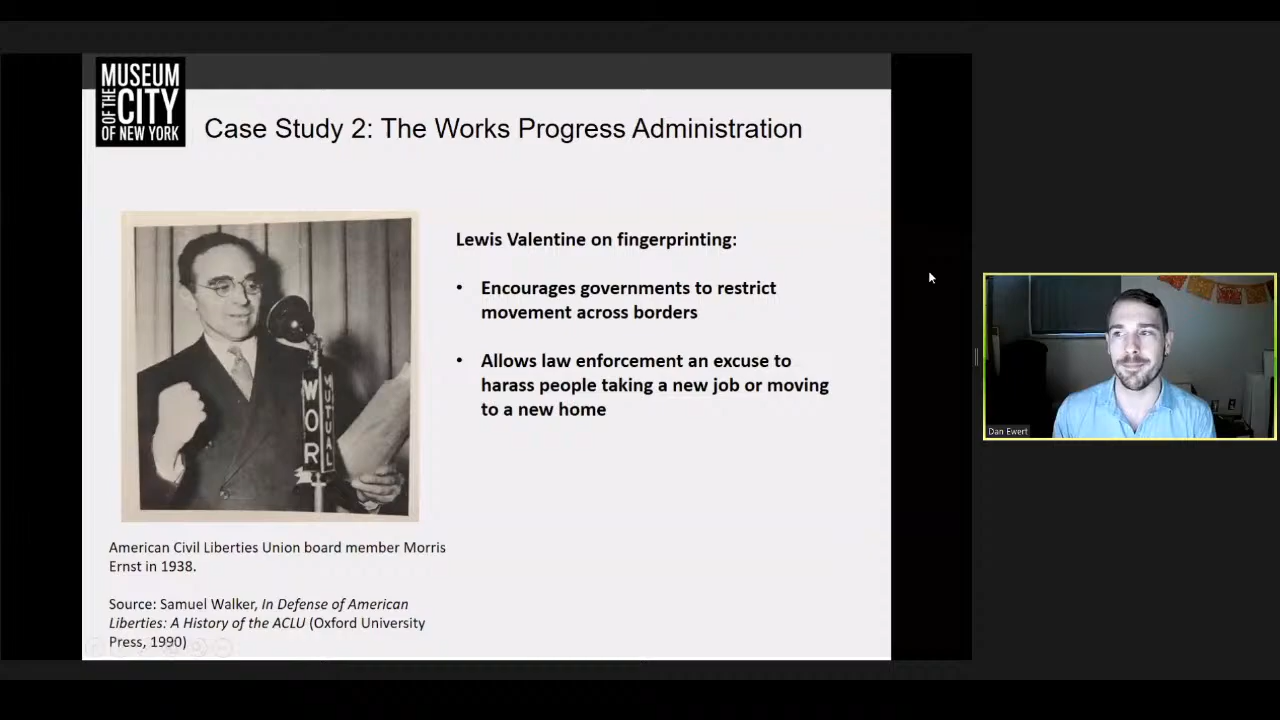 MUSEUM
OF THE
CITY
OF NEW YORK
Case Study 2: The Works Progress Administration
Lewis Valentine on fingerprinting:
• Encourages governments to restrict
movement across borders
• Allows law enforcement an excuse to
harass people taking a new job or moving
to a new home
WOR
MUTUAL
American Civil Liberties Union board member Morris
Ernst in 1938.
Source: Samuel Walker, In Defense of American
Liberties: A History of the ACLU (Oxford University
Press, 1990)
Dan Ewert